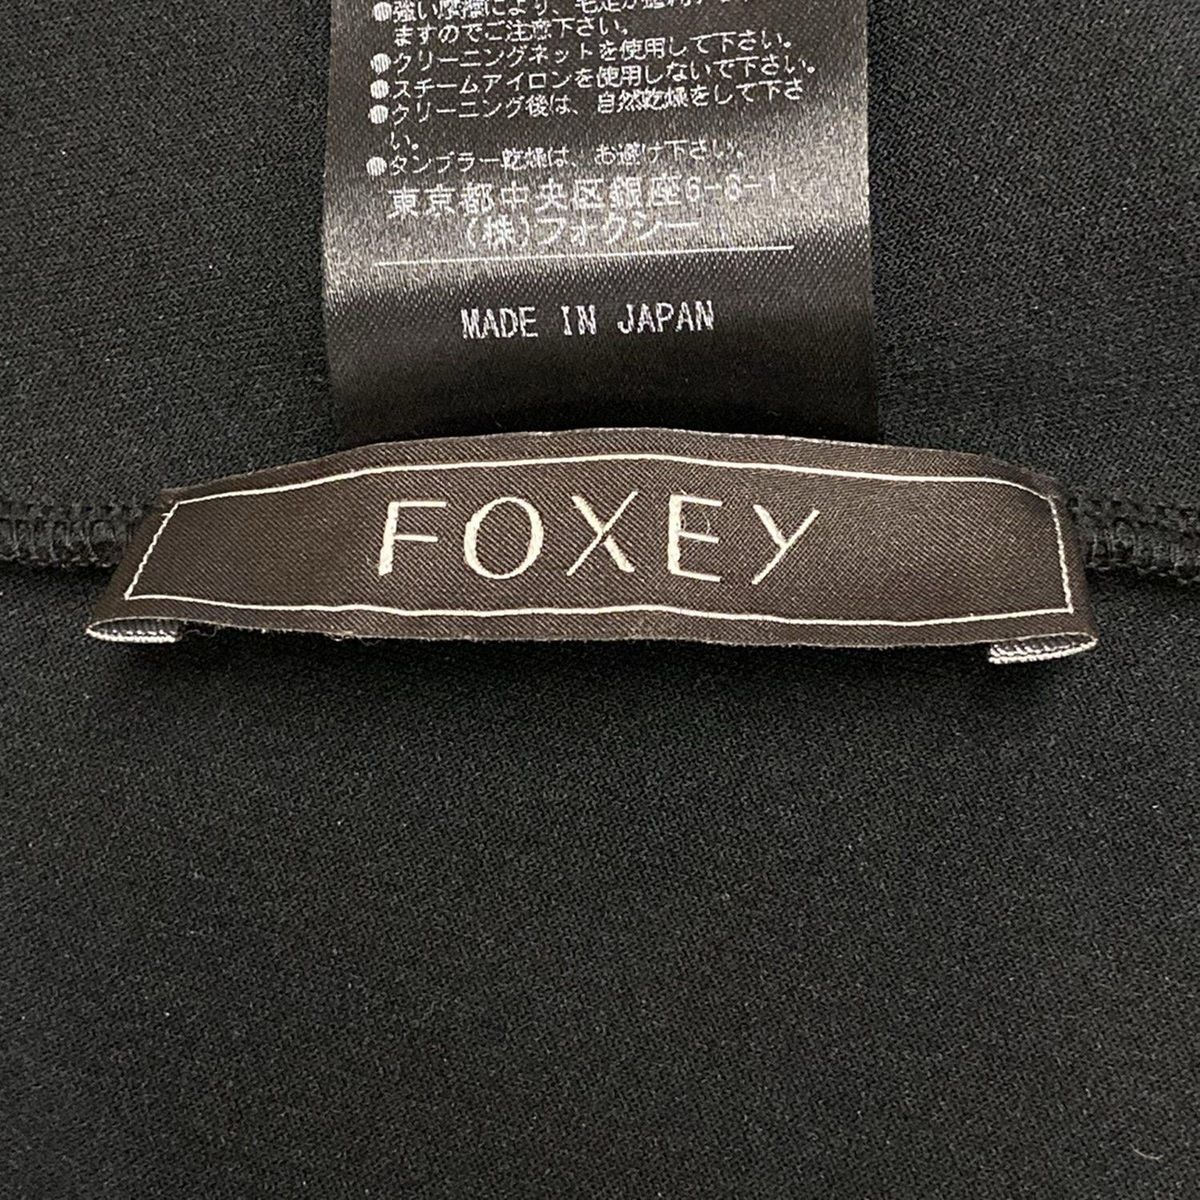 ●強い摩擦により、毛足が
ますのでご注意下さい。
●クリーニングネットを使用して下さい。
●スチームアイロンを使用しないで下さい。
●クリーニング後は、自然乾燥をして下さ
い。
●タンブラー乾燥は、お避け下さい。
東京都中央区銀座6-6-1
(株)フォクシー
MADE IN JAPAN
FOXEY